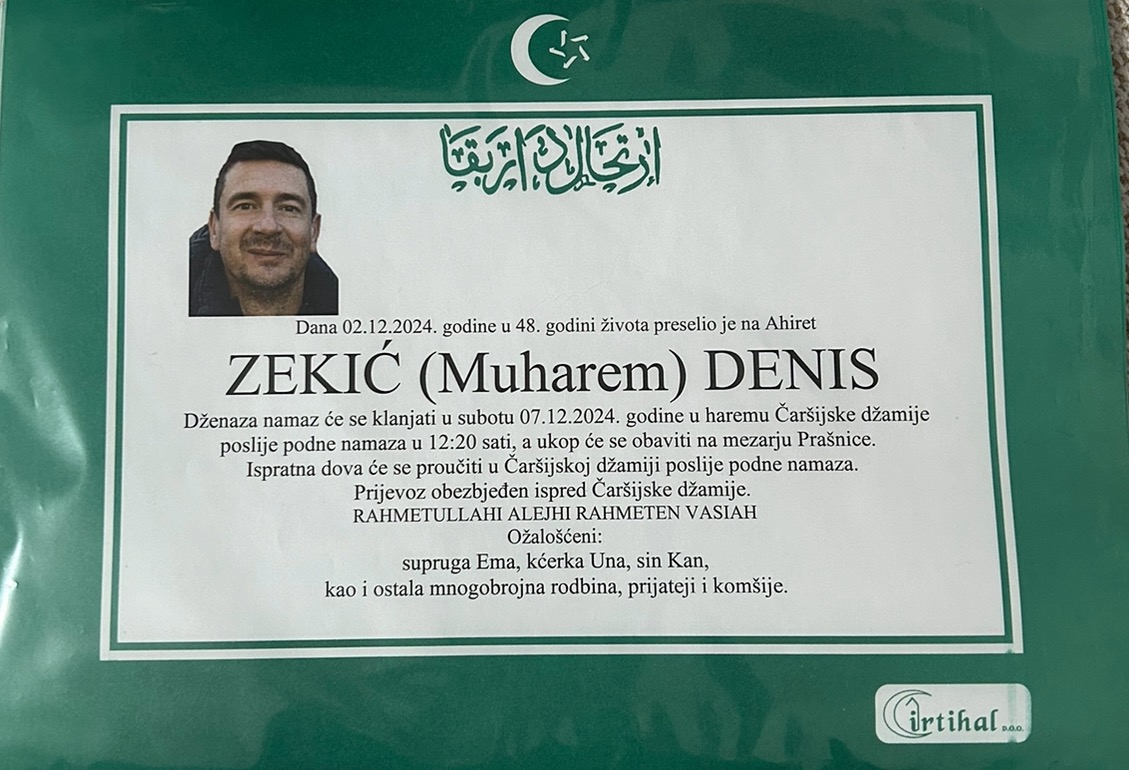 ارتحال دار بقا
Dana 02.12.2024. godine u 48. godini života preselio je na Ahiret
ZEKIĆ (Muharem) DENIS
Dženaza namaz će se klanjati u subotu 07.12.2024. godine u haremu Čaršijske džamije
poslije podne namaza u 12:20 sati, a ukop će se obaviti na mezarju Prašnice.
Ispratna dova će se proučiti u Čaršijskoj džamiji poslije podne namaza.
Prijevoz obezbjeđen ispred Čaršijske džamije.
RAHMETULLAHI ALEJHI RAHMETEN VASIAH
Ožalošćeni:
supruga Ema, kćerka Una, sin Kan,
kao i ostala mnogobrojna rodbina, prijateji i komšije.
irtihal D.O.O.